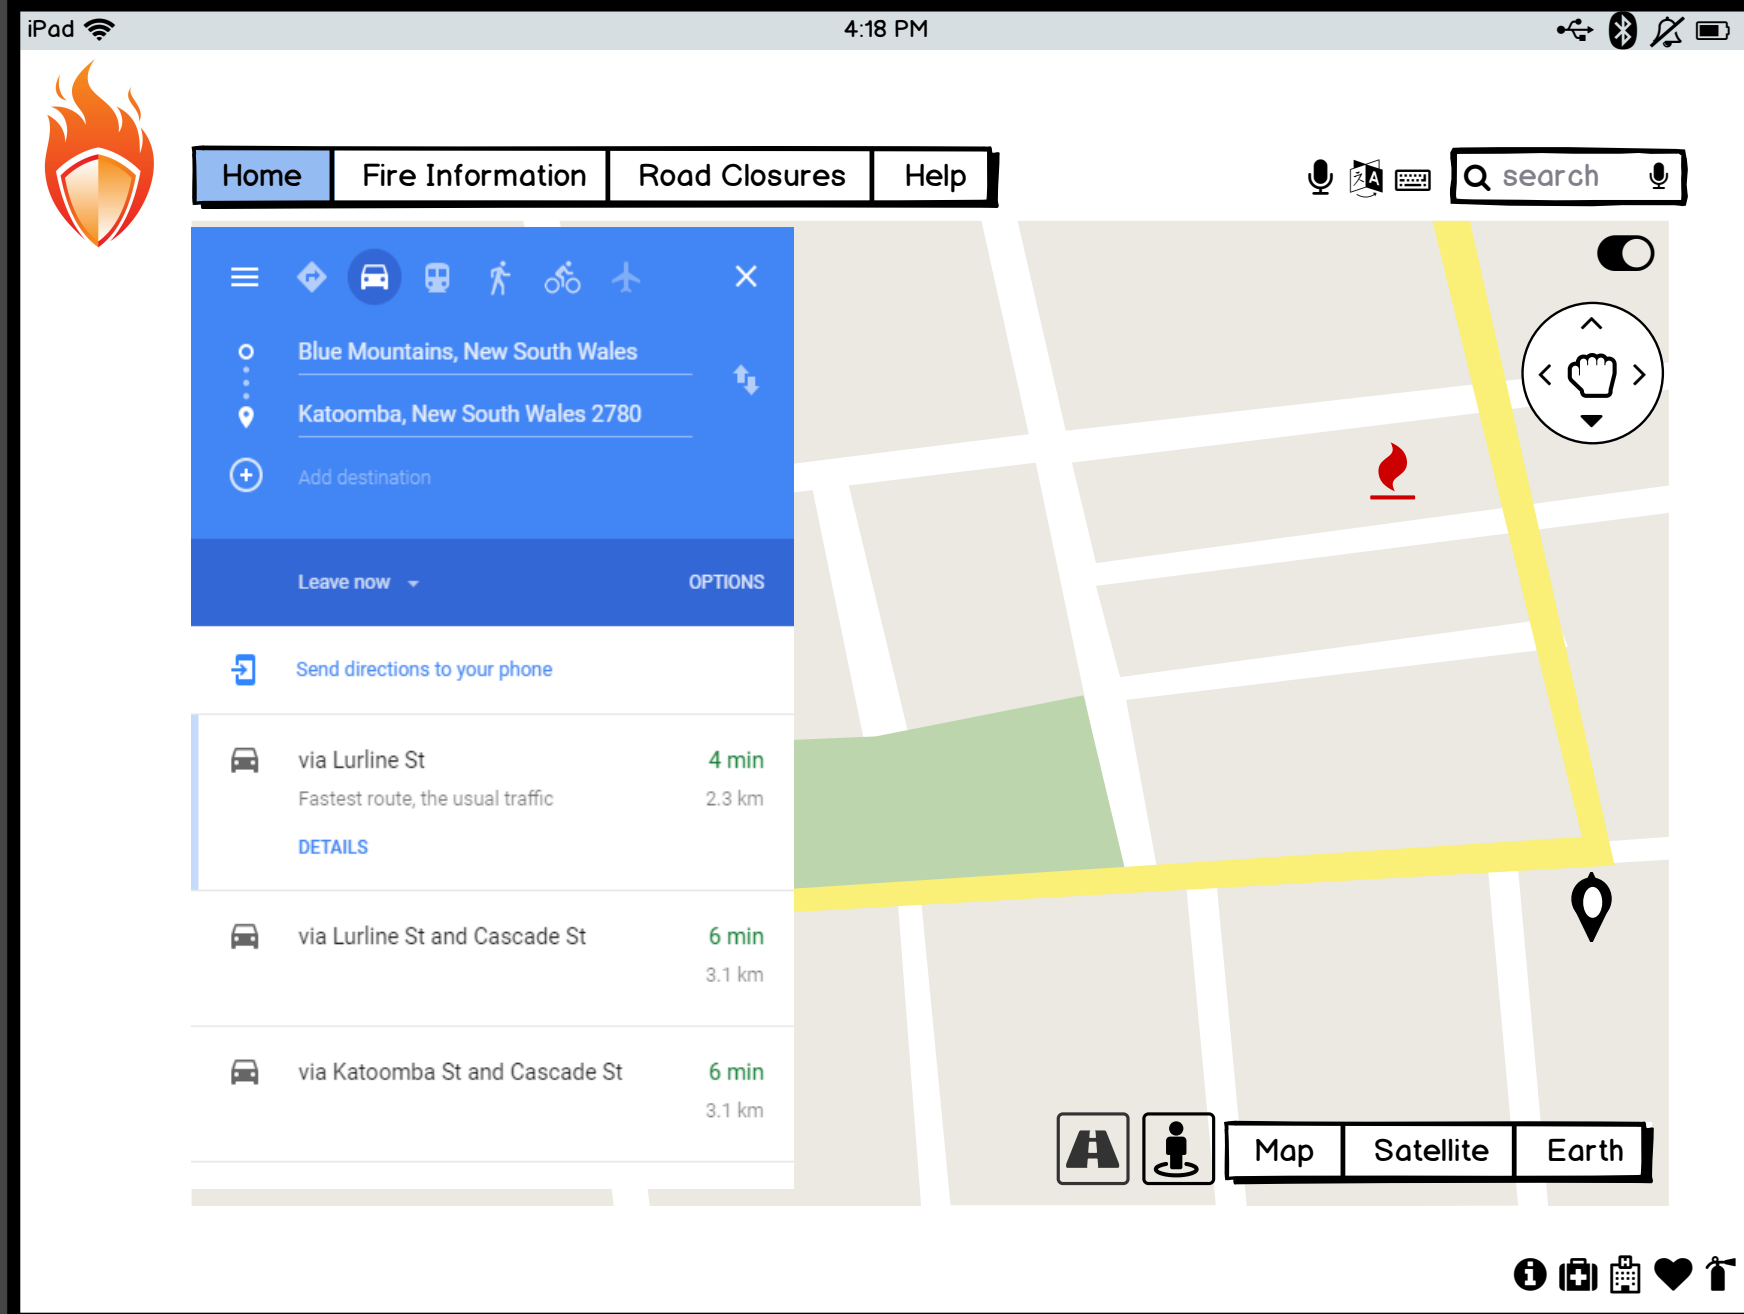 iPad
4:18 PM
Home
Fire Information
Road Closures
Help
search
Blue Mountains, New South Wales
Katoomba, New South Wales 2780
Add destination
Leave now
OPTIONS
Send directions to your phone
via Lurline St
4 min
Fastest route, the usual traffic
2.3 km
DETAILS
via Lurline St and Cascade St
6 min
3.1 km
via Katoomba St and Cascade St
6 min
3.1 km
Map
Satellite
Earth